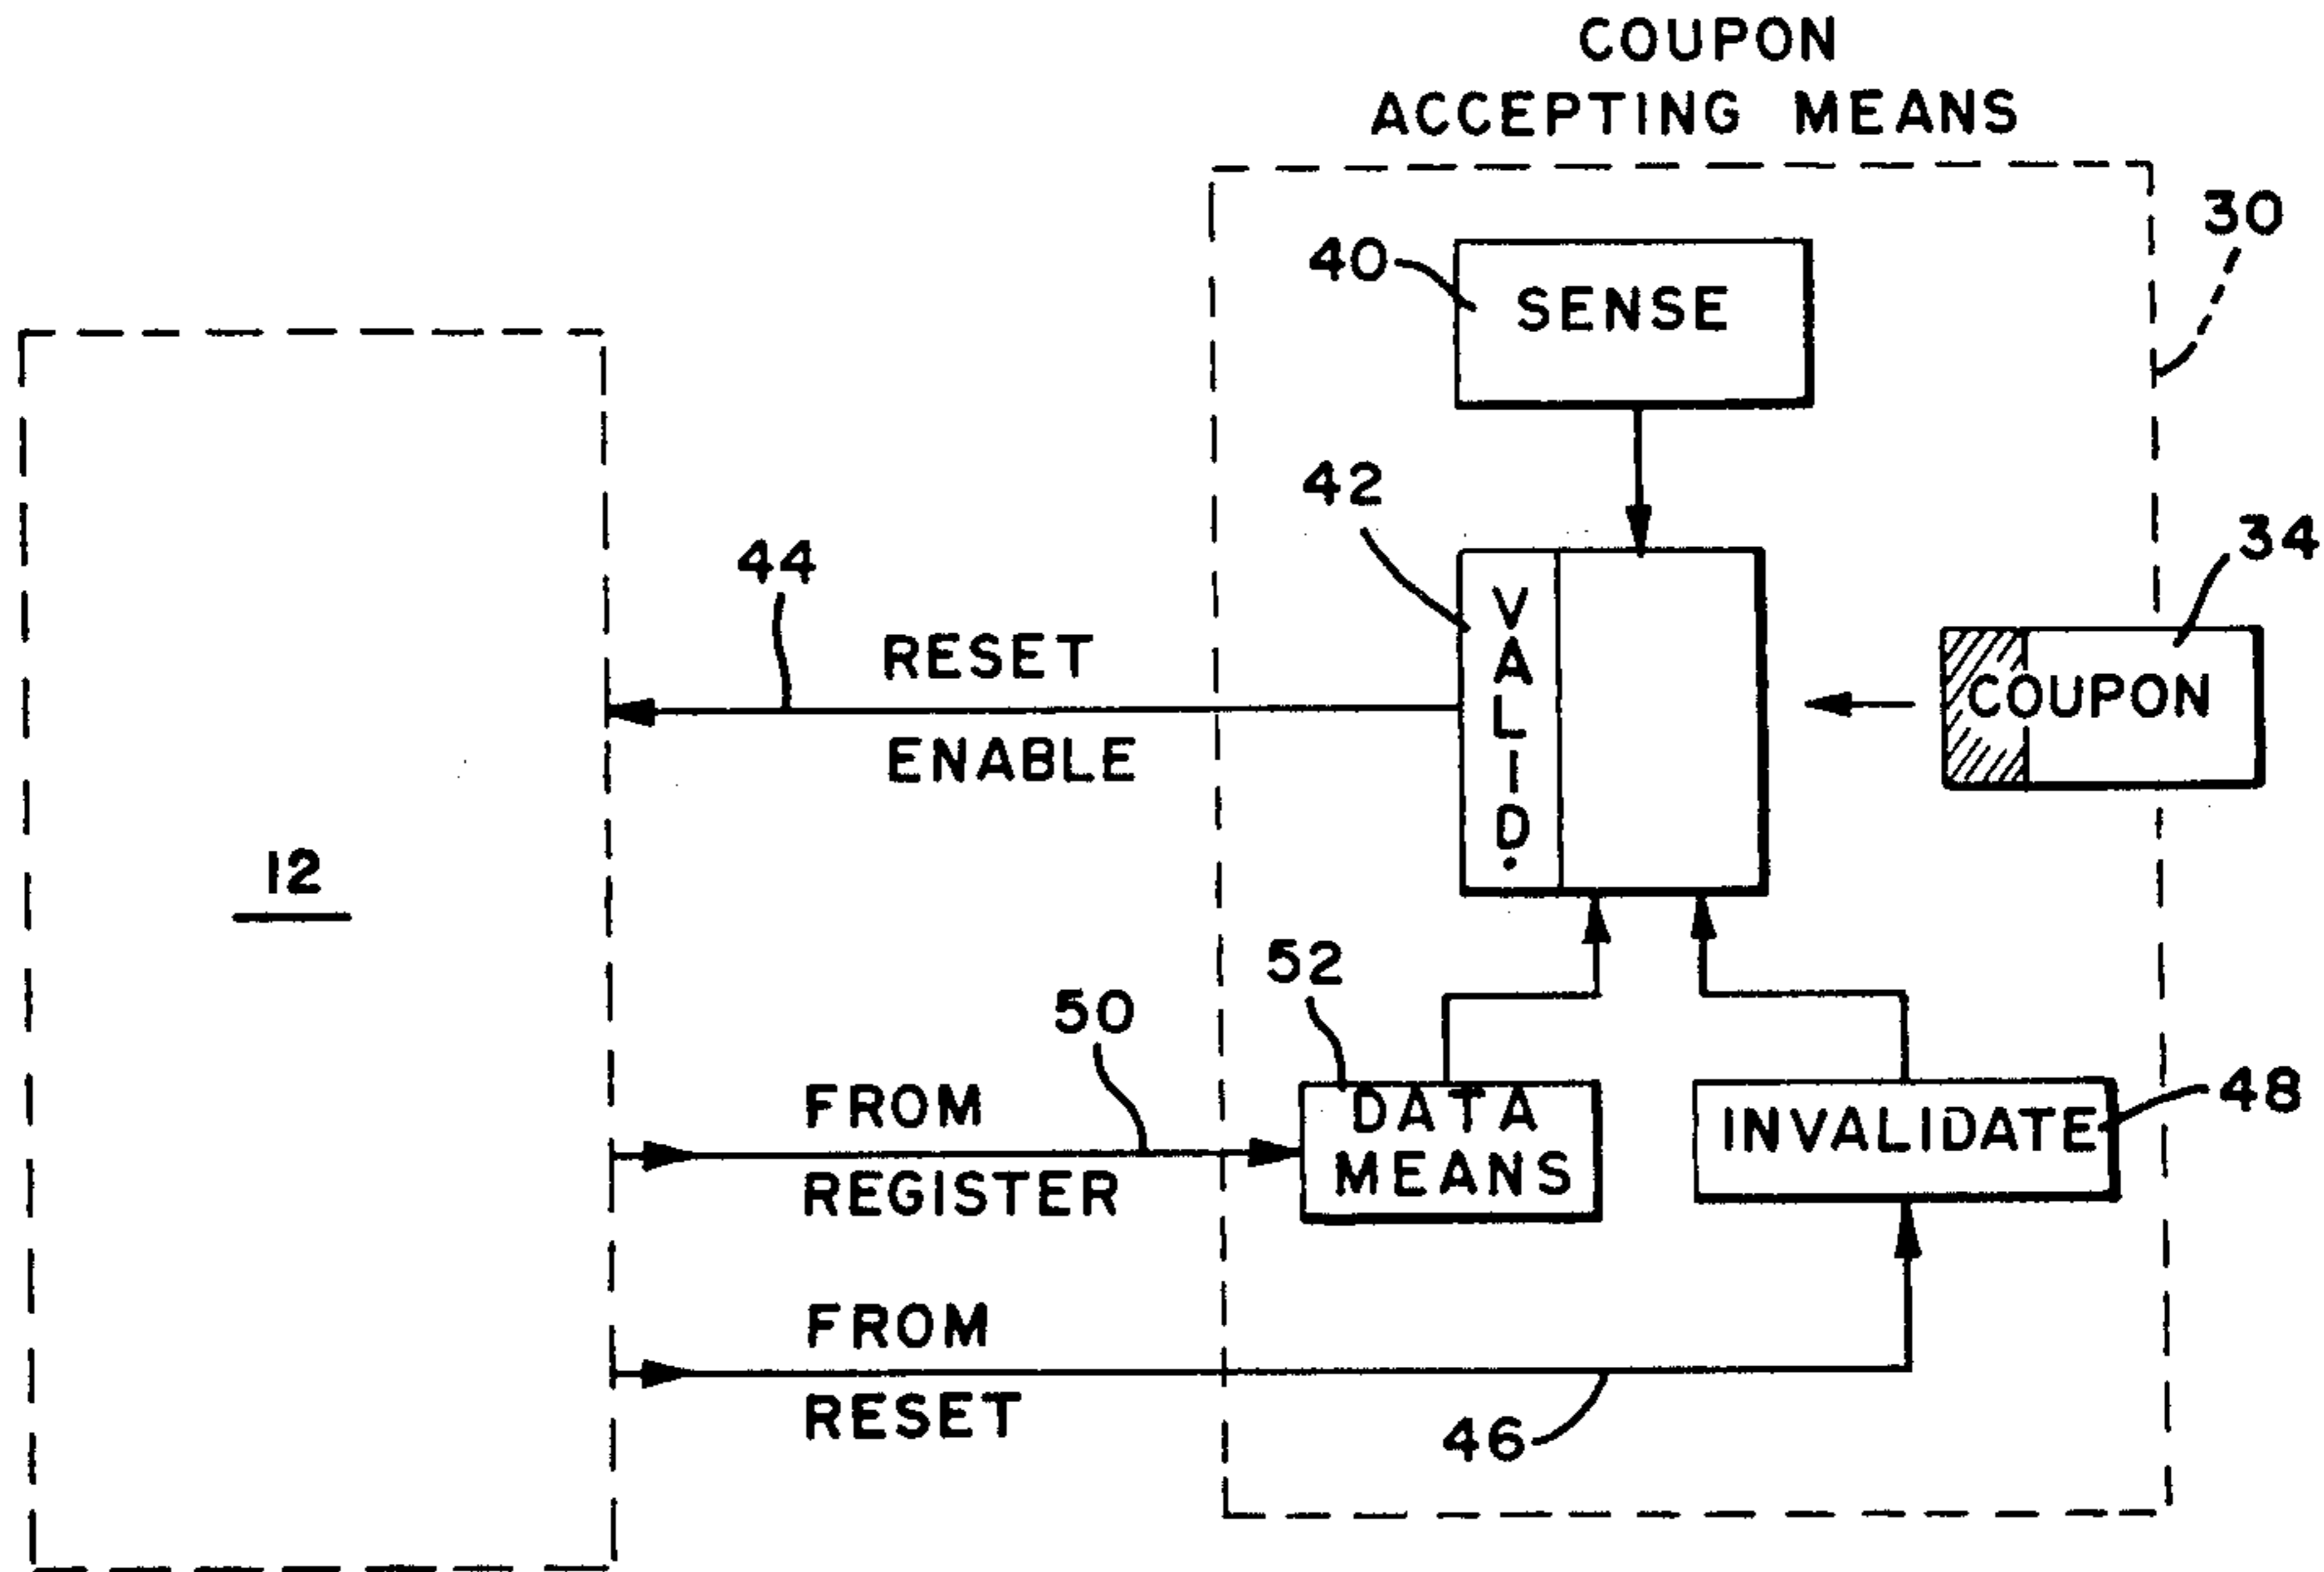 COUPON
ACCEPTING MEANS
30
40
SENSE
42
34
44
VALID.
RESET
COUPON
ENABLE
12
52
50
FROM
DATA
48
INVALIDATE
REGISTER
MEANS
FROM
RESET
46